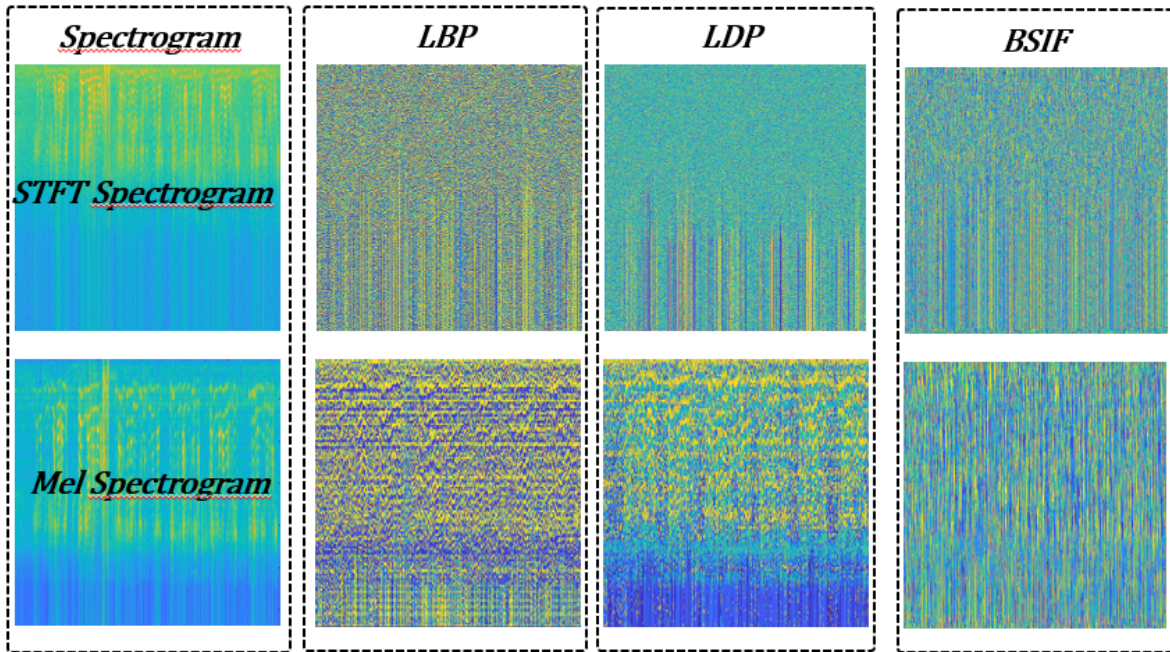 Spectrogram
LBP
LDP
BSIF
STFT Spectrogram
Mel Spectrogram